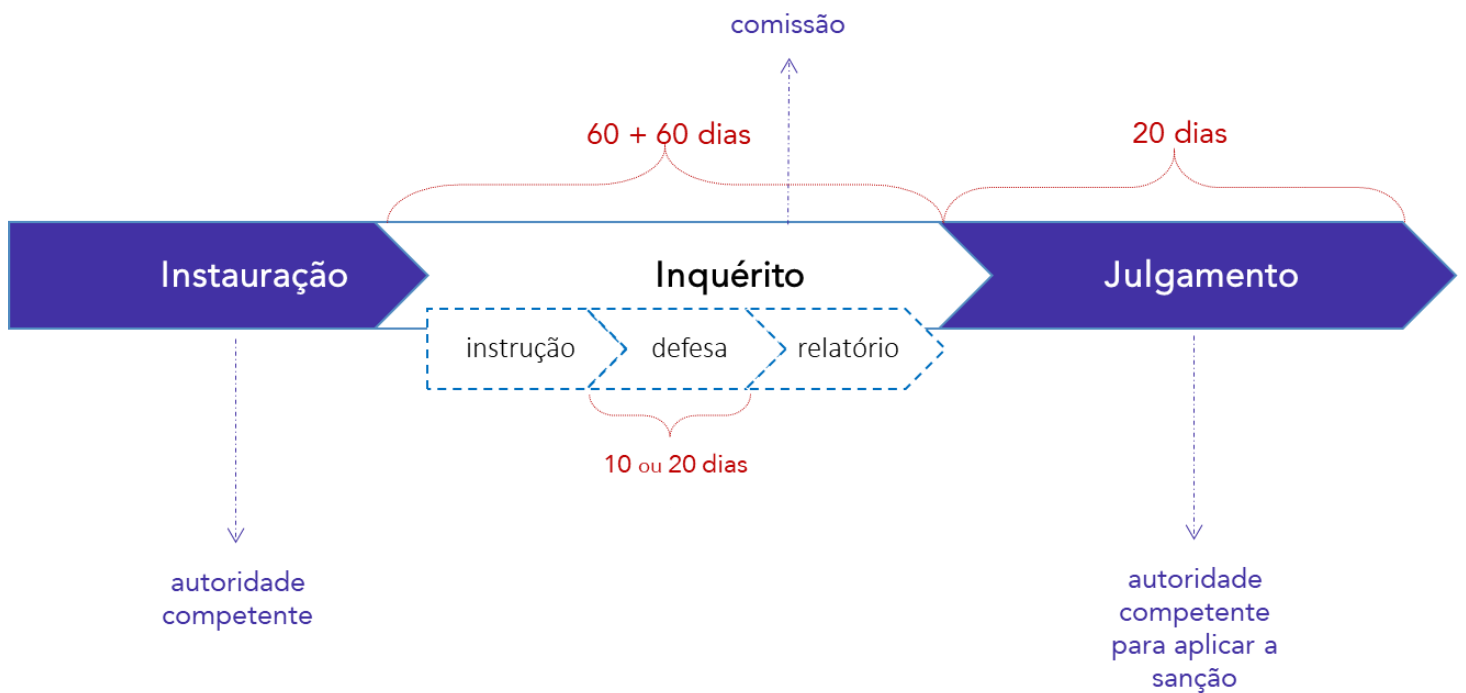 comissão
60 + 60 dias
20 dias
Instauração
Inquérito
Julgamento
instrução
defesa
relatório
10 ou 20 dias
autoridade
competente
autoridade
competente
para aplicar a
sanção